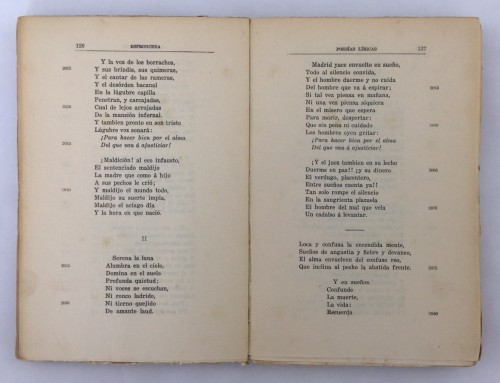 126
ESPRONCEDA
Y la voz de los borrachos,
Y sus brindis, sus quimeras,
Y el cantar de las rameras,
Y el desorden bacanal
En la lúgubre capilla
Penetran, y carcajadas,
Cual de lejos arrojadas
De la mansión infernal.
Y tambien pronto en son triste
Lúgubre voz sonará:
¡Para hacer bien por el alma
Del que van á ajusticiar!
¡Maldición! al eco infausto,
El sentenciado maldijo
La madre que como á hijo
A sus pechos le crió;
Y maldijo el mundo todo,
Maldijo su suerte impía,
Maldijo el aciago día
Y la hora en que nació.
II
Serena la luna
Alumbra en el cielo,
Domina en el suelo
Profunda quietud;
Ni voces se escuchan,
Ni ronco ladrido,
Ni tierno quejido
De amante laud.
POESÍAS LÍRICAS
127
Madrid yace envuelto en sueño,
Todo al silencio convida,
Y el hombre duerme y no cuida
Del hombre que va á expirar;
Si tal vez piensa en mañana,
Ni una vez piensa siquiera
En el mísero que espera
Para morir, despertar:
Que sin pena ni cuidado
Los hombres oyen gritar:
¡Para hacer bien por el alma
Del que van á ajusticiar!
¡Y el juez tambien en su lecho
Duerme en paz!! ¡y su dinero
El verdugo, placentero,
Entre sueños cuenta ya!!
Tan solo rompe el silencio
En la sangrienta plazuela
El hombre del mal que vela
Un cadalso á levantar.
Loca y confusa la encendida mente,
Sueños de angustia y fiebre y devaneo,
El alma envuelven del confuso reo,
Que inclina al pecho la abatida frente.
Y en sueños
Confunde
La muerte,
La vida:
Recuerda